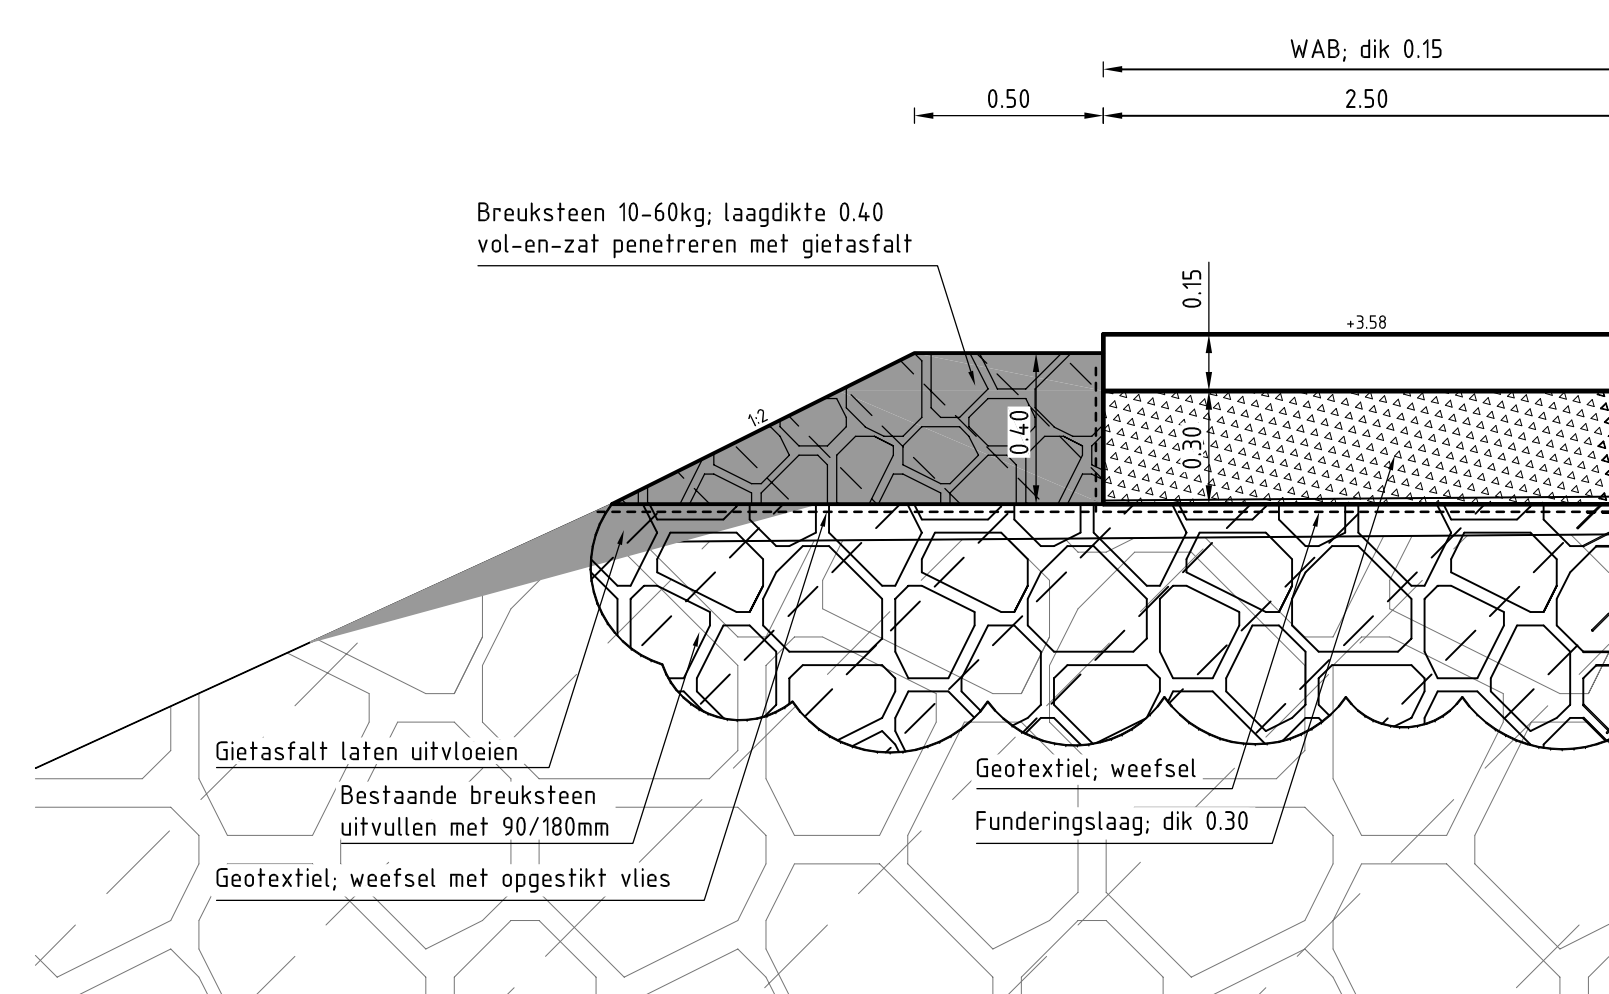 WAB; dik 0.15
0.50
2.50
Breuksteen 10-60kg; laagdikte 0.40
vol-en-zat penetreren met gietasfalt
0.15
+3.58
1:2
0.40
0.30
Gietasfalt laten uitvloeien
Geotextiel; weefsel
Bestaande breuksteen
uitvullen met 90/180mm
Funderingslaag; dik 0.30
Geotextiel; weefsel met opgestikt vlies